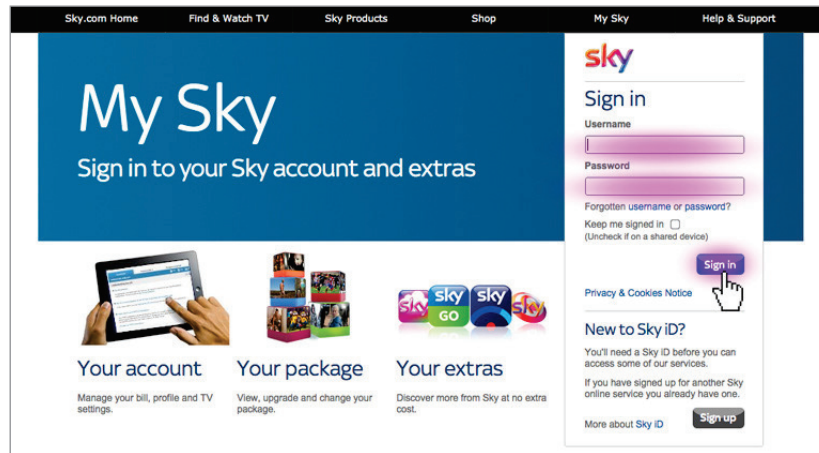 Sky.com Home Find & Watch TV Sky Products Shop My Sky Help & Support
My Sky
Sign in to your Sky account and extras
sky
Sign in
Username
Password
Forgotten username or password?
Keep me signed in
(Uncheck if on a shared device)
Sign in
Privacy & Cookies Notice
New to Sky iD?
You'll need a Sky iD before you can
access some of our services.
If you have signed up for another Sky
online service you already have one.
More about Sky iD
Sign up
sky
sky
GO
sky
sky
Your account
Manage your bill, profile and TV
settings.
Your package
View, upgrade and change your
package.
Your extras
Discover more from Sky at no extra
cost.